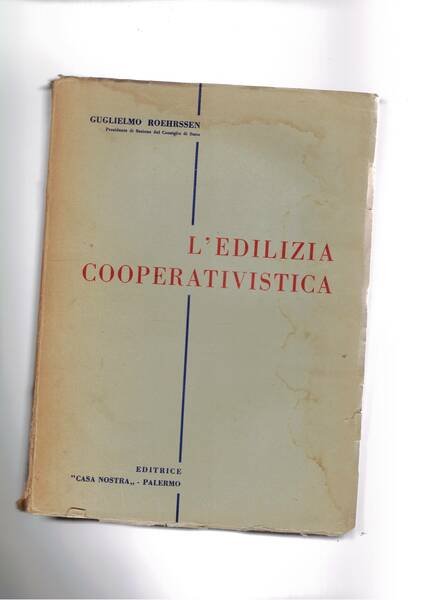 GUGLIELMO ROEHRSSEN
Presidente di Sezione del Consiglio di Stato
L'EDILIZIA
COOPERATIVISTICA
EDITRICE
"CASA NOSTRA„ - PALERMO